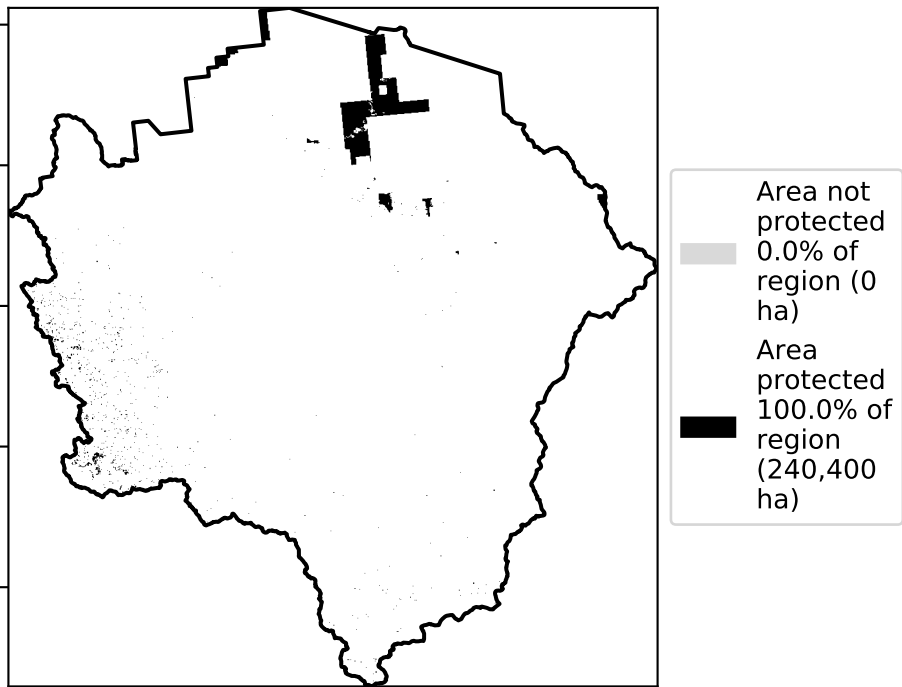 Area not
protected
0.0% of
region (0
ha)
Area
protected
100.0% of
region
(240,400
ha)